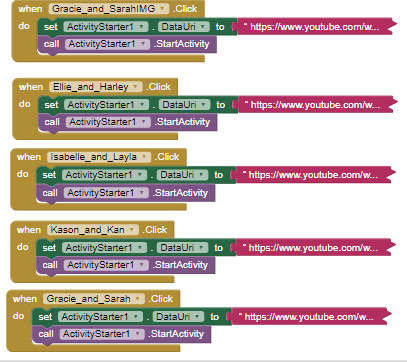 when Gracie_and_SarahIMG .Click
do set ActivityStarter1 . DataUri to " https://www.youtube.com/w...
call ActivityStarter1 .StartActivity
when Ellie_and_Harley .Click
do set ActivityStarter1 . DataUri to " https://www.youtube.com/w...
call ActivityStarter1 .StartActivity
when Isabelle_and_Layla .Click
do set ActivityStarter1 . DataUri to " https://www.youtube.com/w...
call ActivityStarter1 .StartActivity
when Kason_and_Kan .Click
do set ActivityStarter1 . DataUri to " https://www.youtube.com/w...
call ActivityStarter1 .StartActivity
when Gracie_and_Sarah .Click
do set ActivityStarter1 . DataUri to " https://www.youtube.com/w...
call ActivityStarter1 .StartActivity